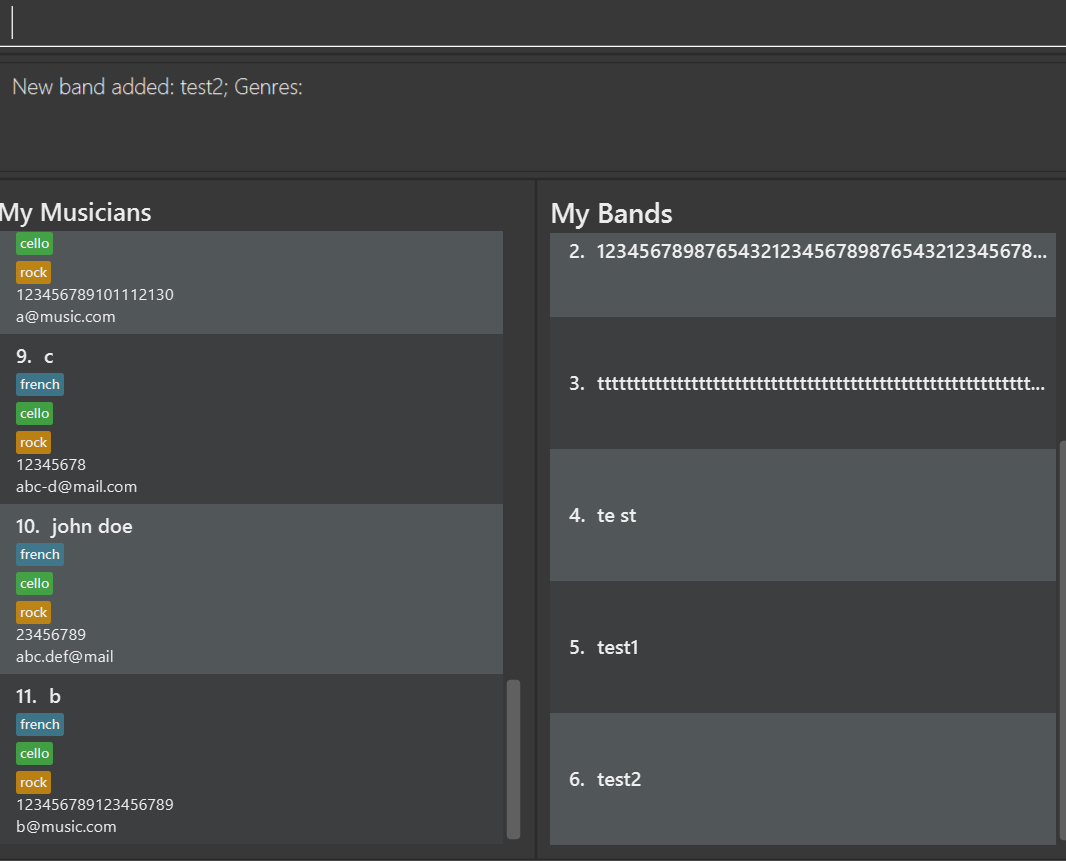 New band added: test2; Genres:
My Musicians
cello
rock
123456789101112130
a@music.com
9. c
french
cello
rock
12345678
abc-d@mail.com
10. john doe
french
cello
rock
23456789
abc.def@mail
11. b
french
cello
rock
123456789123456789
b@music.com
My Bands
2. 1234567898765432123456789876543212345678...
3. tttttttttttttttttttttttttttttttttttttttttttttttttttttttttttt...
4. te st
5. test1
6. test2